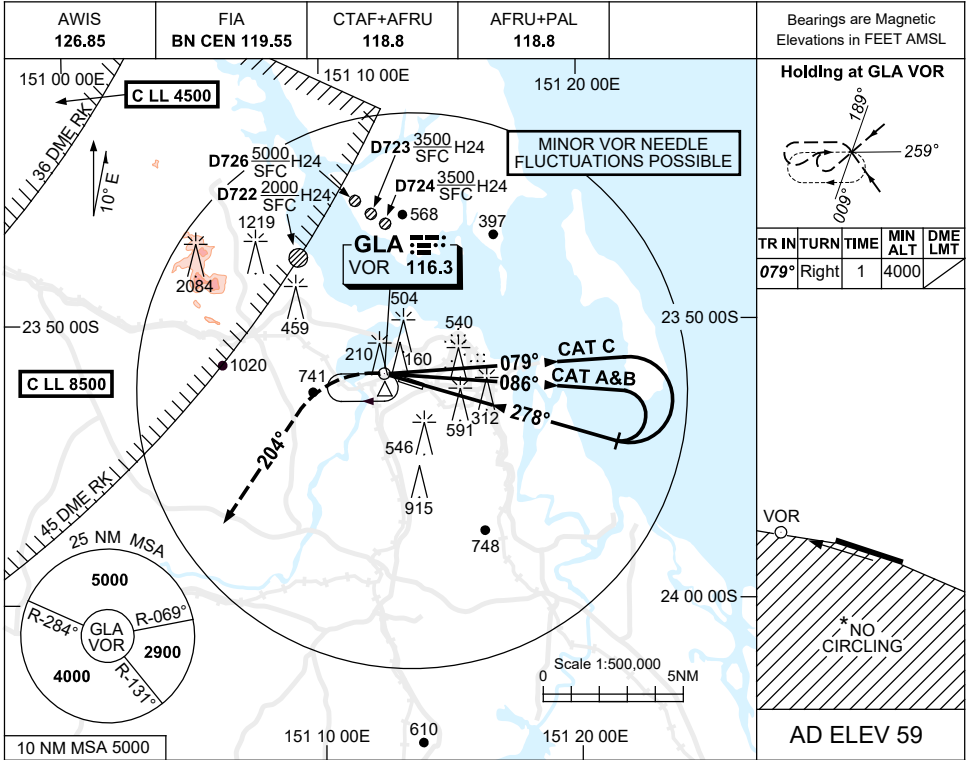 AWIS
126.85
FIA
BN CEN 119.55
CTAF+AFRU
118.8
AFRU+PAL
118.8
Bearings are Magnetic
Elevations in FEET AMSL
151 00 00E
151 10 00E
151 20 00E
C LL 4500
36 DME RK
10° E
D726 5000 H24
SFC
D723 3500 H24
SFC
D722 2000 H24
SFC
D724 3500 H24
SFC
MINOR VOR NEEDLE
FLUCTUATIONS POSSIBLE
568
397
1219
2084
459
GLA
VOR 116.3
504
540
210
160
23 50 00S
23 50 00S
1020
741
C LL 8500
079° CAT C
086° CAT A&B
278°
312
591
546
915
748
204°
45 DME RK
25 NM MSA
5000
R-284°
R-069°
GLA
VOR
2900
4000
R-131°
24 00 00S
Scale 1:500,000
0
5NM
610
151 10 00E
151 20 00E
10 NM MSA 5000
Holding at GLA VOR
189°
259°
009°
TR IN TURN TIME MIN ALT DME LMT
079° Right 1 4000
VOR
*NO
CIRCLING
AD ELEV 59